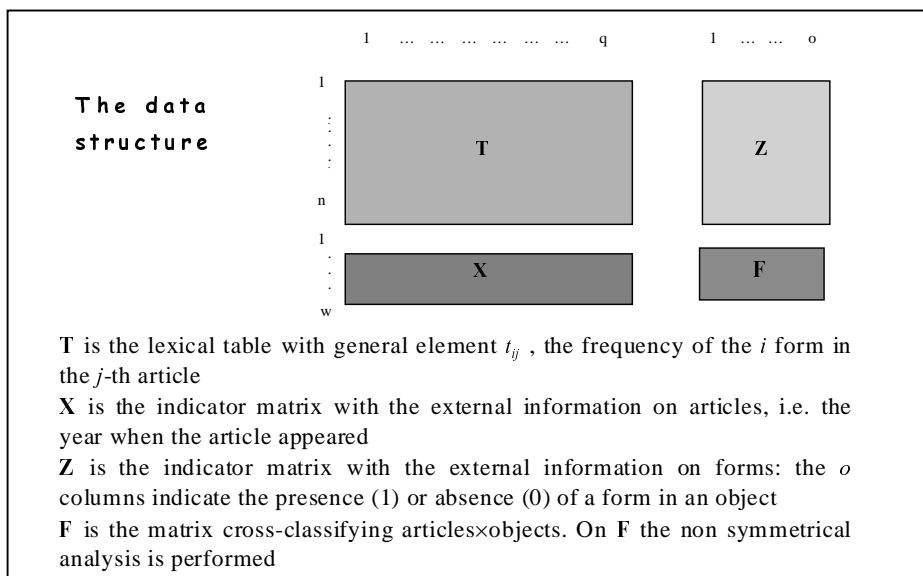 1 ... ... ... ... ... ... q 1 ... ... o
The data
structure
1
T
Z
n
1
X
F
w
T is the lexical table with general element t_ij , the frequency of the i form in
the j-th article
X is the indicator matrix with the external information on articles, i.e. the
year when the article appeared
Z is the indicator matrix with the external information on forms: the o
columns indicate the presence (1) or absence (0) of a form in an object
F is the matrix cross-classifying articles×objects. On F the non symmetrical
analysis is performed